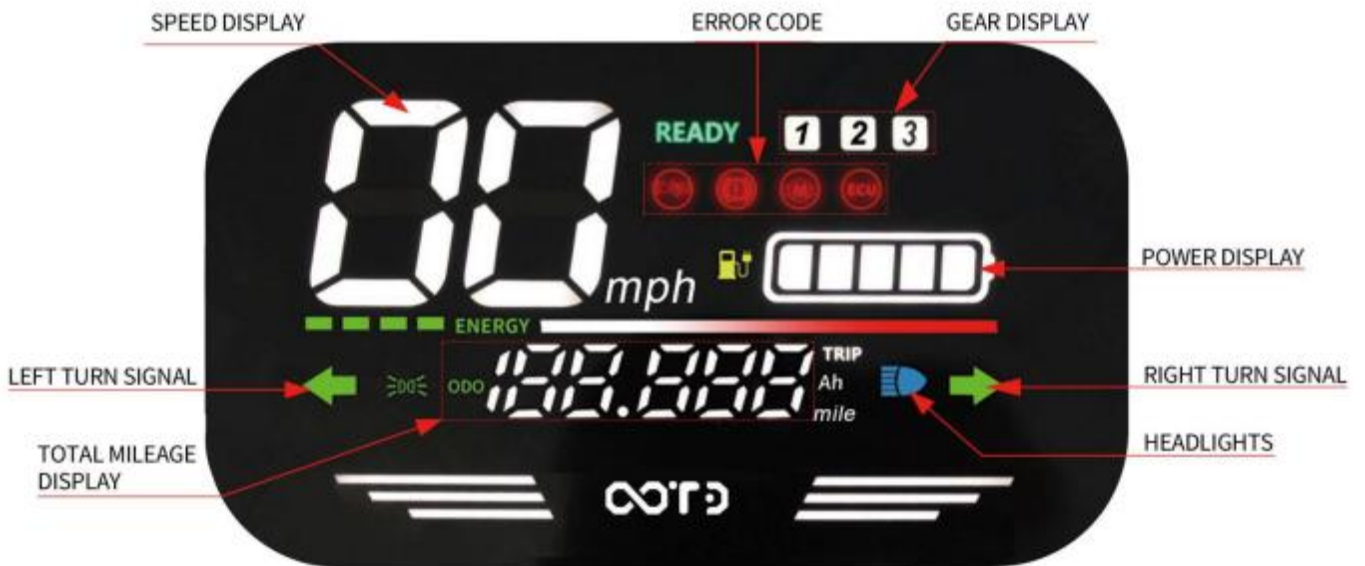 SPEED DISPLAY
ERROR CODE
GEAR DISPLAY
READY
1 2 3
ECU
00
mph
POWER DISPLAY
ENERGY
LEFT TURN SIGNAL
ODO
188.888
TRIP
Ah
mile
RIGHT TURN SIGNAL
HEADLIGHTS
TOTAL MILEAGE
DISPLAY